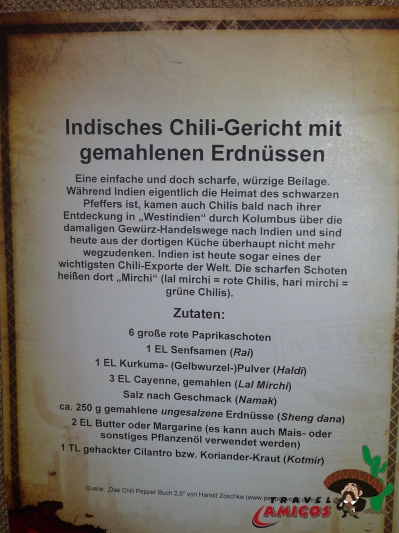 Indisches Chili-Gericht mit
gemahlenen Erdnüssen
Eine einfache und doch scharfe, würzige Beilage.
Während Indien eigentlich die Heimat des schwarzen
Pfeffers ist, kamen auch Chilis bald nach ihrer
Entdeckung in „Westindien" durch Kolumbus über die
damaligen Gewürz-Handelswege nach Indien und sind
heute aus der dortigen Küche überhaupt nicht mehr
wegzudenken. Indien ist heute sogar eines der
wichtigsten Chili-Exporte der Welt. Die scharfen Schoten
heißen dort „Mirchi" (lal mirchi = rote Chilis, hari mirchi =
grüne Chilis).
Zutaten:
6 große rote Paprikaschoten
1 EL Senfsamen (Rai)
1 EL Kurkuma- (Gelbwurzel-)Pulver (Haldi)
3 EL Cayenne, gemahlen (Lal Mirchi)
Salz nach Geschmack (Namak)
ca. 250 g gemahlene ungesalzene Erdnüsse (Sheng dana)
2 EL Butter oder Margarine (es kann auch Mais- oder
sonstiges Pflanzenöl verwendet werden)
1 TL gehackter Cilantro bzw. Koriander-Kraut (Kotmir)
Quelle: „Das Chili Pepper Buch 2.0" von Harald Zoschke
TRAVEL
AMIGOS